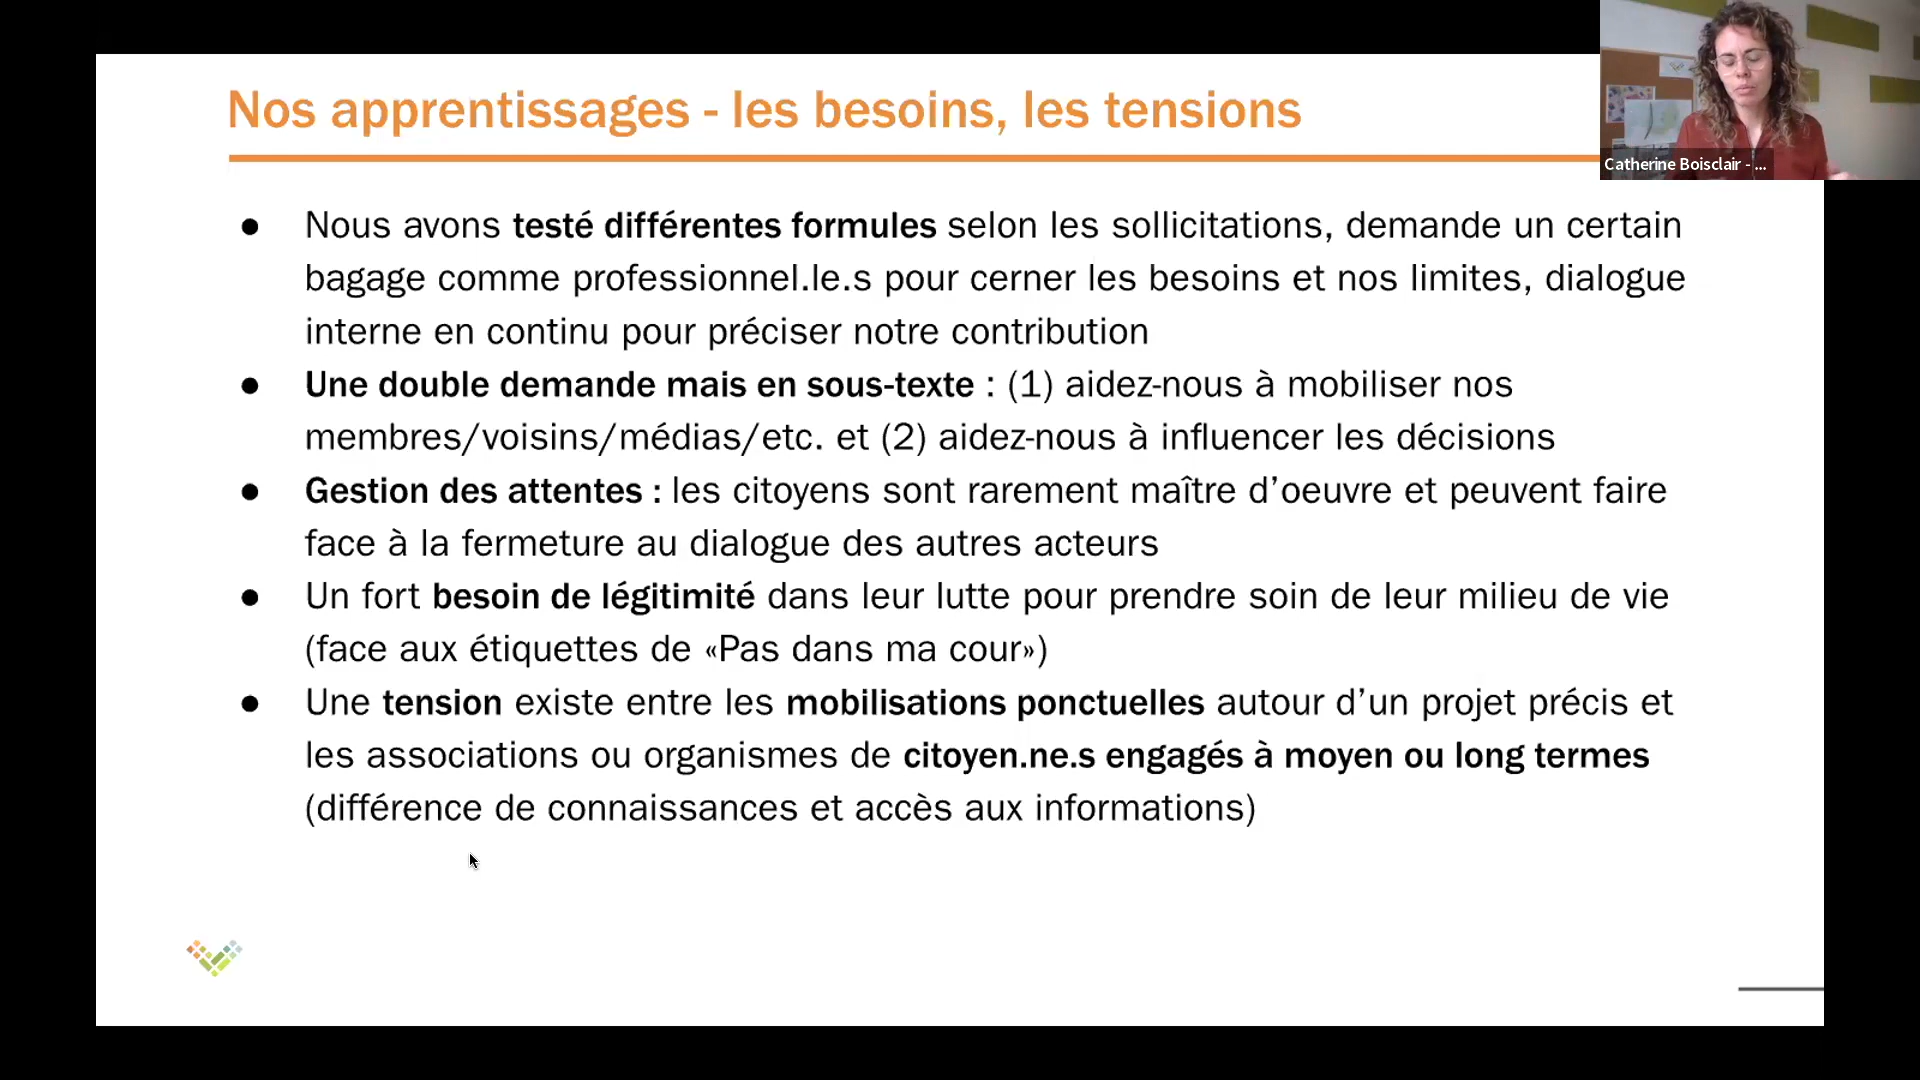 Nos apprentissages - les besoins, les tensions
Catherine Boisclair - ...
● Nous avons testé différentes formules selon les sollicitations, demande un certain
bagage comme professionnel.le.s pour cerner les besoins et nos limites, dialogue
interne en continu pour préciser notre contribution
● Une double demande mais en sous-texte : (1) aidez-nous à mobiliser nos
membres/voisins/médias/etc. et (2) aidez-nous à influencer les décisions
● Gestion des attentes : les citoyens sont rarement maître d’oeuvre et peuvent faire
face à la fermeture au dialogue des autres acteurs
● Un fort besoin de légitimité dans leur lutte pour prendre soin de leur milieu de vie
(face aux étiquettes de «Pas dans ma cour»)
● Une tension existe entre les mobilisations ponctuelles autour d’un projet précis et
les associations ou organismes de citoyen.ne.s engagés à moyen ou long termes
(différence de connaissances et accès aux informations)